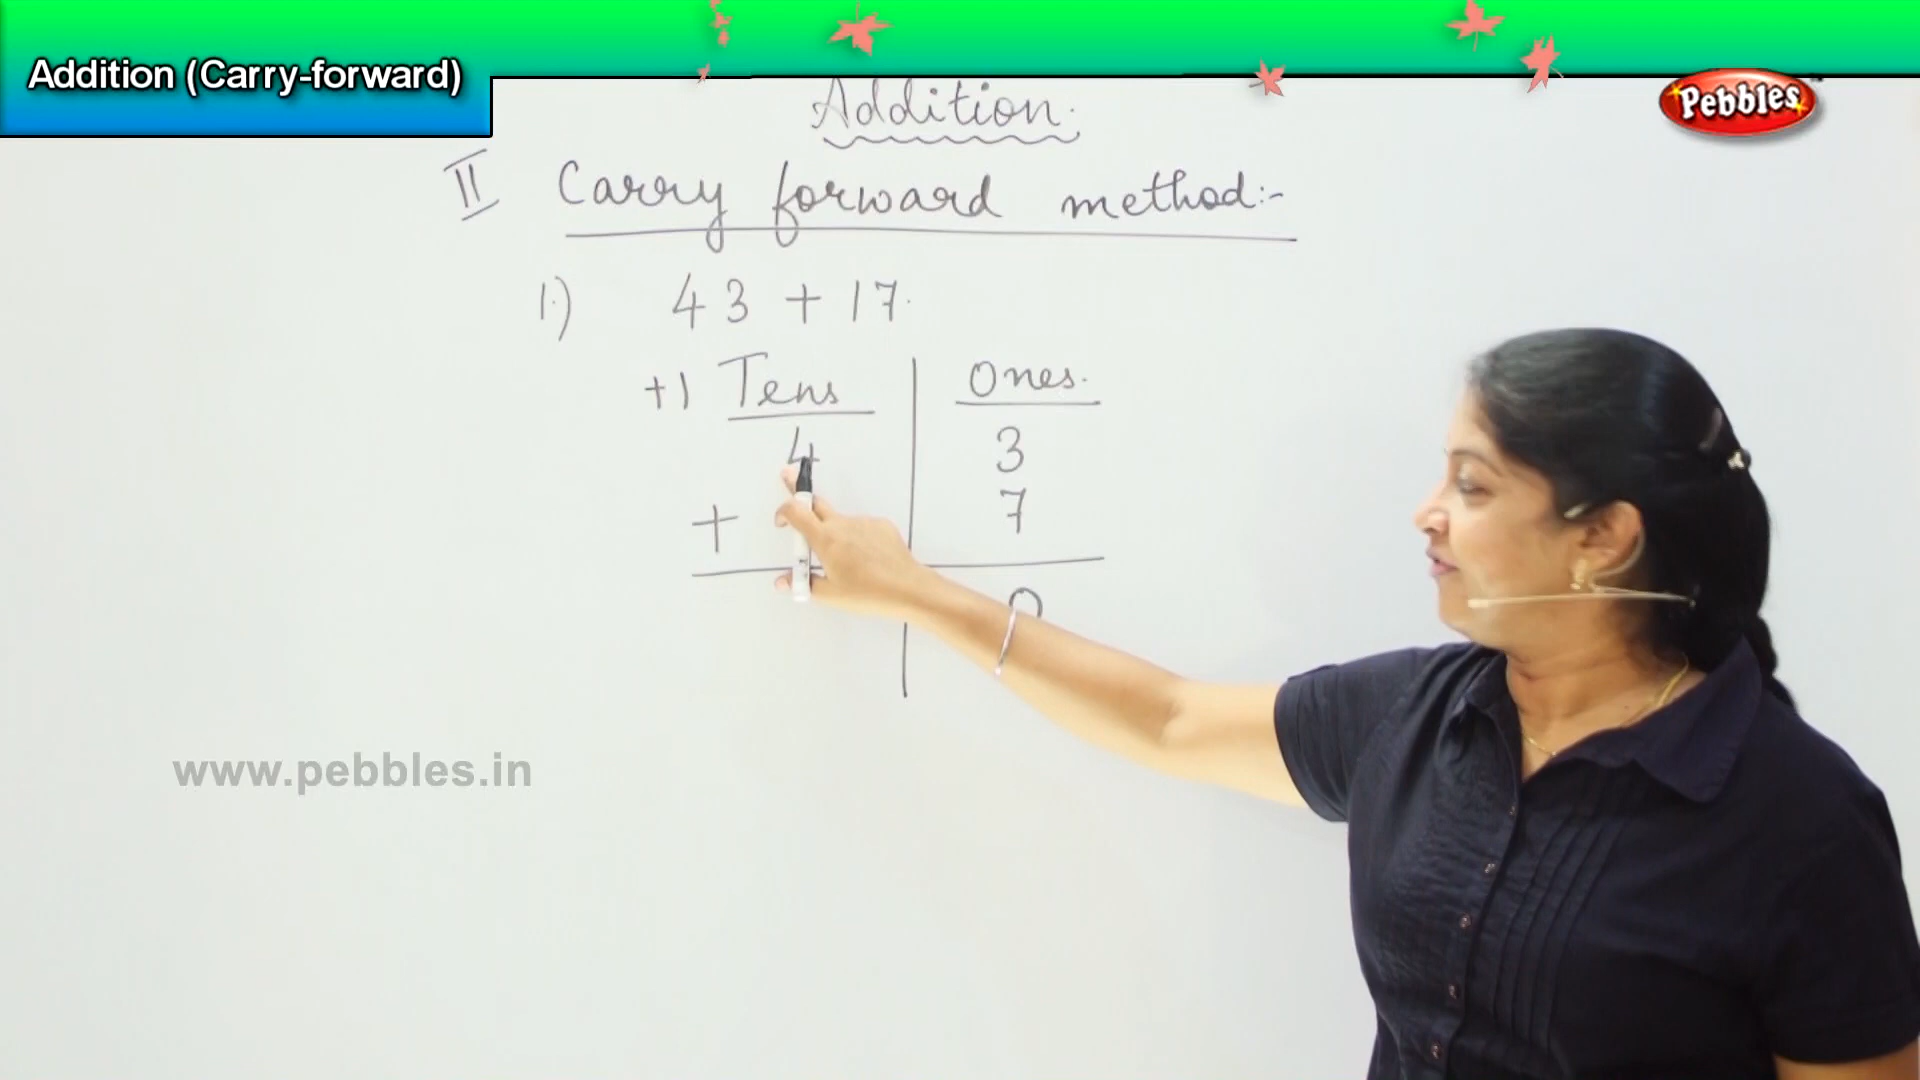 Addition (Carry-forward)
Pebbles
Addition.
II Carry forward method:-
1.) 43 + 17.
+1 Tens Ones.
4 3
+ 7
0
www.pebbles.in